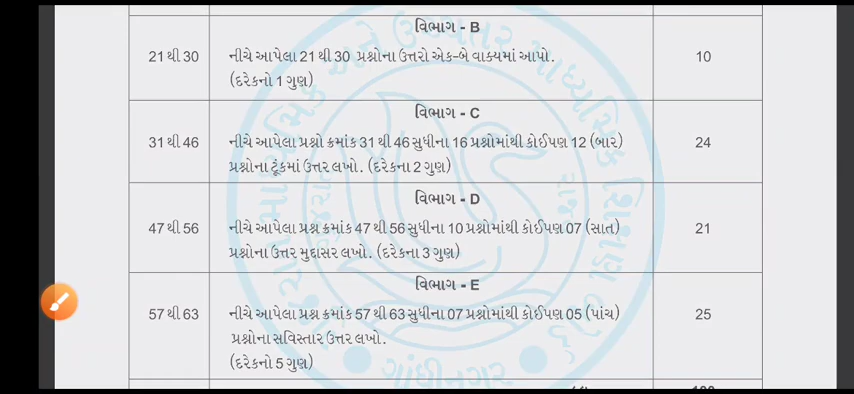 વિભાગ - B
21 થી 30 નીચે આપેલા 21 થી 30 પ્રશ્નોના ઉત્તરો એક-બે વાક્યમાં આપો. 10
(દરેકનો 1 ગુણ)
વિભાગ - C
31 થી 46 નીચે આપેલા પ્રશ્નો ક્રમાંક 31 થી 46 સુધીના 16 પ્રશ્નોમાંથી કોઈપણ 12 (બાર) 24
પ્રશ્નોના ટૂંકમાં ઉત્તર લખો. (દરેકના 2 ગુણ)
વિભાગ - D
47 થી 56 નીચે આપેલા પ્રશ્ન ક્રમાંક 47 થી 56 સુધીના 10 પ્રશ્નોમાંથી કોઈપણ 07 (સાત) 21
પ્રશ્નોના ઉત્તર મુદ્દાસર લખો. (દરેકના 3 ગુણ)
વિભાગ - E
57 થી 63 નીચે આપેલા પ્રશ્ન ક્રમાંક 57 થી 63 સુધીના 07 પ્રશ્નોમાંથી કોઈપણ 05 (પાંચ) 25
પ્રશ્નોના સવિસ્તાર ઉત્તર લખો.
(દરેકનો 5 ગુણ)
ગાંધીનગર